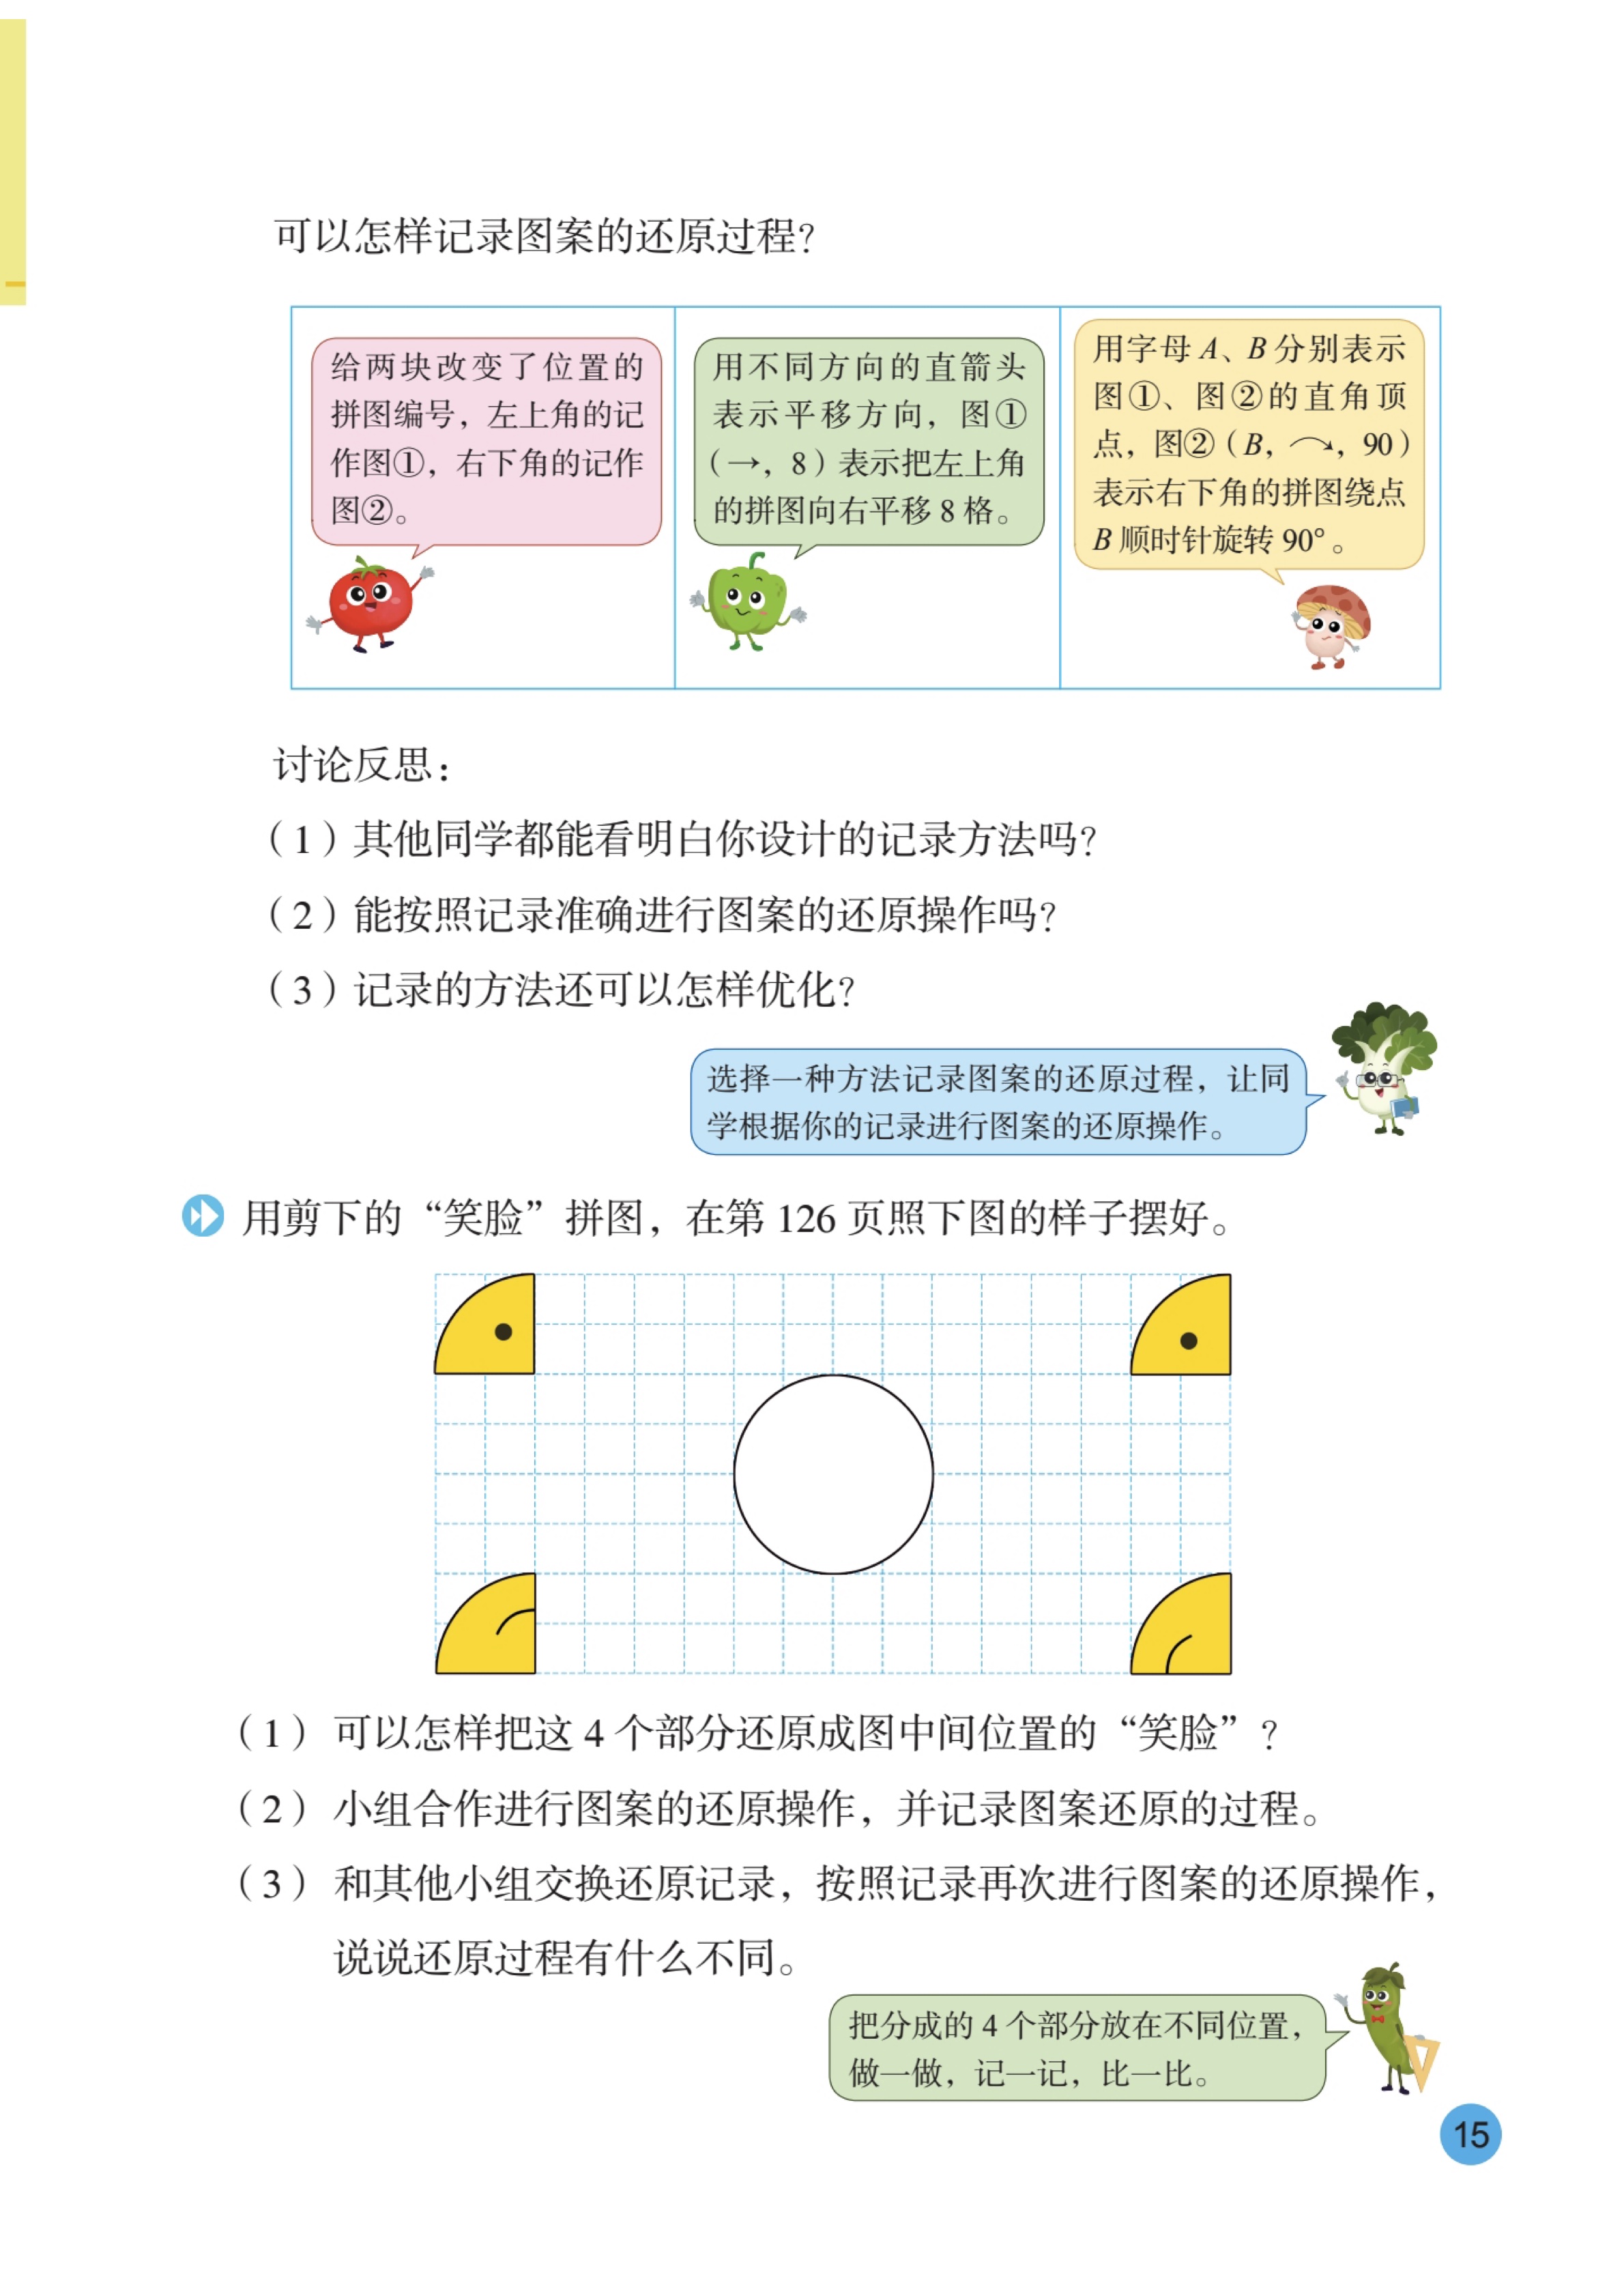 可以怎样记录图案的还原过程？
给两块改变了位置的
拼图编号，左上角的记
作图①，右下角的记作
图②。
用不同方向的直箭头
表示平移方向，图①
（→，8）表示把左上角
的拼图向右平移 8 格。
用字母 A、B 分别表示
图①、图②的直角顶
点，图②（B，↷，90）
表示右下角的拼图绕点
B 顺时针旋转 90°。
讨论反思：
（1）其他同学都能看明白你设计的记录方法吗？
（2）能按照记录准确进行图案的还原操作吗？
（3）记录的方法还可以怎样优化？
选择一种方法记录图案的还原过程，让同
学根据你的记录进行图案的还原操作。
用剪下的“笑脸”拼图，在第 126 页照下图的样子摆好。
（1） 可以怎样把这 4 个部分还原成图中间位置的“笑脸”？
（2） 小组合作进行图案的还原操作，并记录图案还原的过程。
（3） 和其他小组交换还原记录，按照记录再次进行图案的还原操作，
说说还原过程有什么不同。
把分成的 4 个部分放在不同位置，
做一做，记一记，比一比。
15